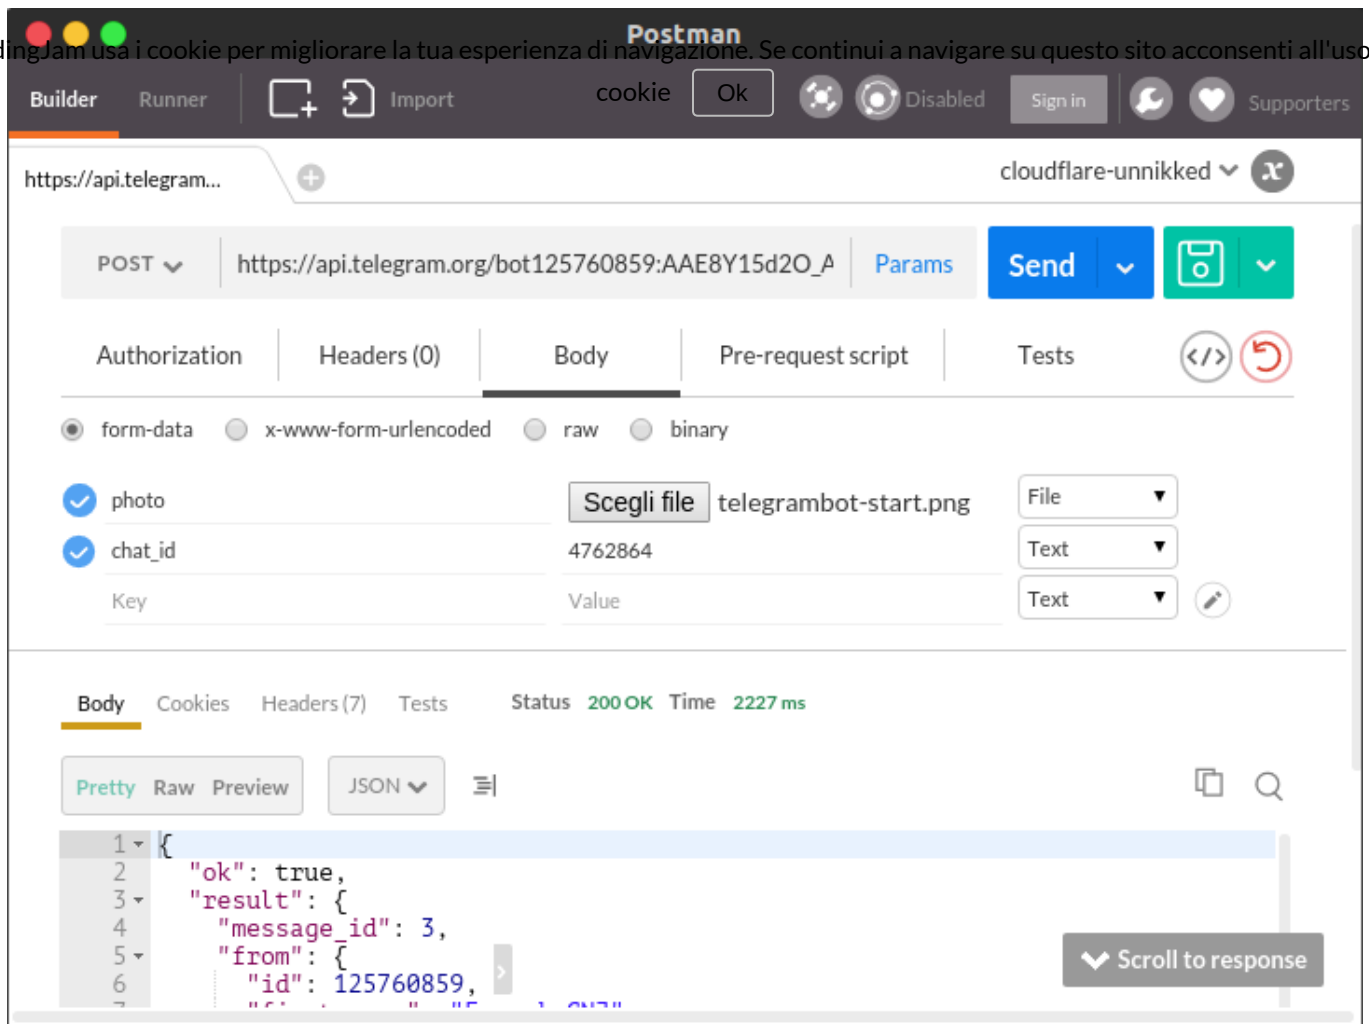 Postman
dingJam usa i cookie per migliorare la tua esperienza di navigazione. Se continui a navigare su questo sito acconsenti all'uso
cookie Ok
Builder Runner Import Disabled Sign in Supporters
https://api.telegram... cloudflare-unnikked
POST https://api.telegram.org/bot125760859:AAE8Y15d2O_A Params Send
Authorization Headers (0) Body Pre-request script Tests
form-data x-www-form-urlencoded raw binary
photo Scegli file telegrambot-start.png File
chat_id 4762864 Text
Key Value Text
Body Cookies Headers (7) Tests Status 200 OK Time 2227 ms
Pretty Raw Preview JSON
1 {
2 "ok": true,
3 "result": {
4 "message_id": 3,
5 "from": {
6 "id": 125760859,
Scroll to response